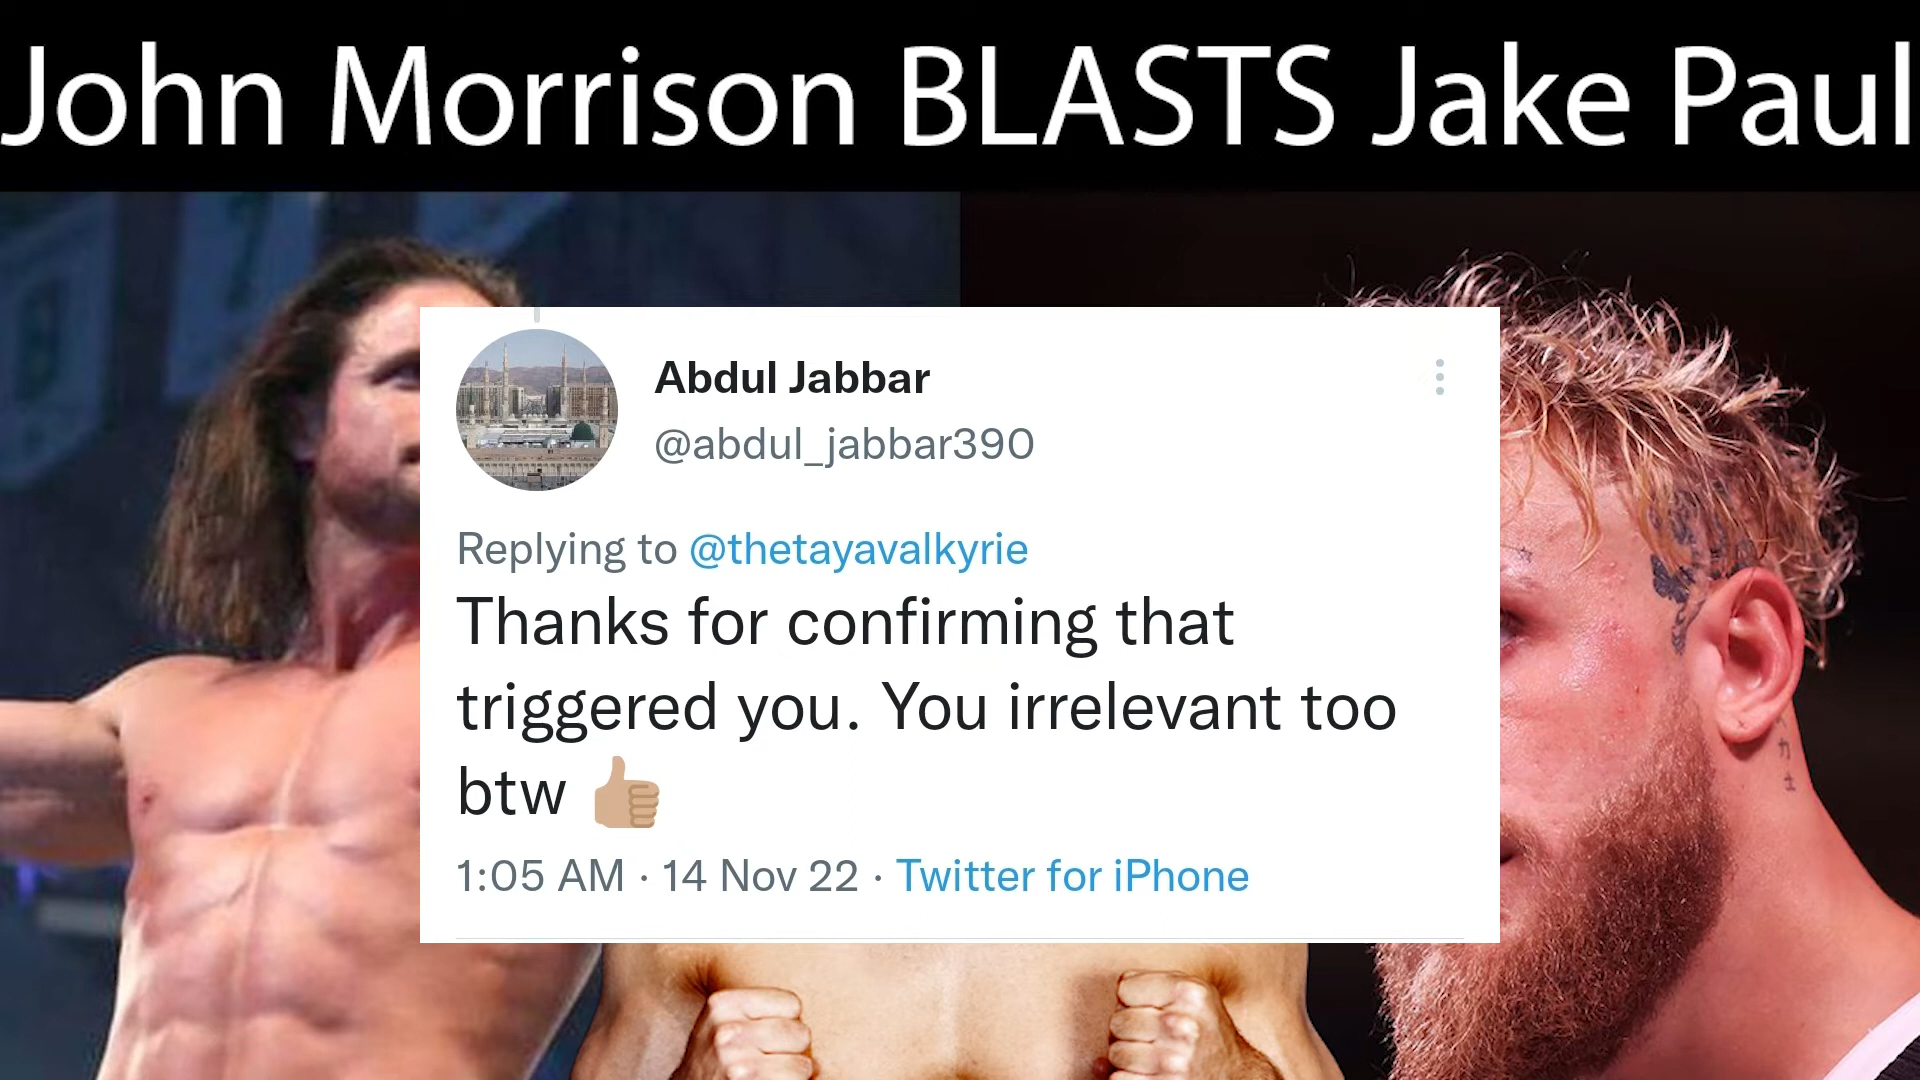 John Morrison BLASTS Jake Paul
Abdul Jabbar
@abdul_jabbar390
Replying to @thetayavalkyrie
Thanks for confirming that
triggered you. You irrelevant too
btw 👍🏽
1:05 AM · 14 Nov 22 · Twitter for iPhone